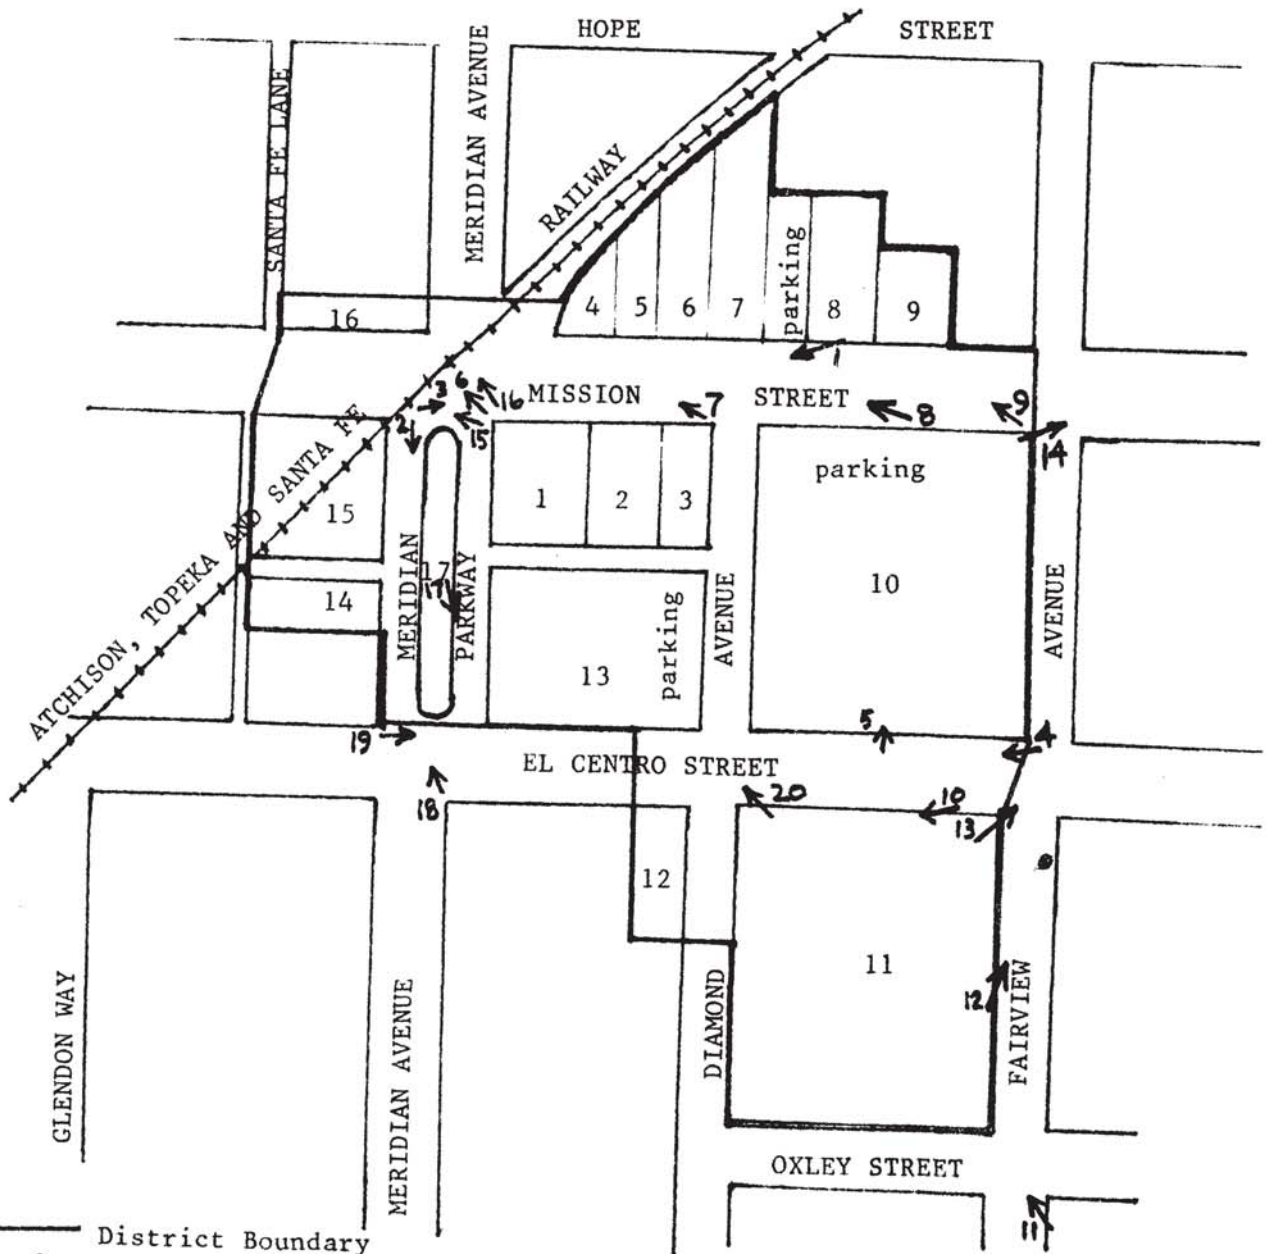 HOPE STREET
SANTA FE LANE
MERIDIAN AVENUE
RAILWAY
parking
4 5 6 7 8 9
16
1
MISSION STREET
2 3 6 16 15 7 8 9 14
ATCHISON, TOPEKA AND SANTA FE
parking
15
1 2 3
MERIDIAN PARKWAY
17
17
10
AVENUE
AVENUE
14
13
parking
19
5
4
EL CENTRO STREET
18
20
10
13
12
11
12
GLENDON WAY
MERIDIAN AVENUE
DIAMOND
FAIRVIEW
OXLEY STREET
11
District Boundary